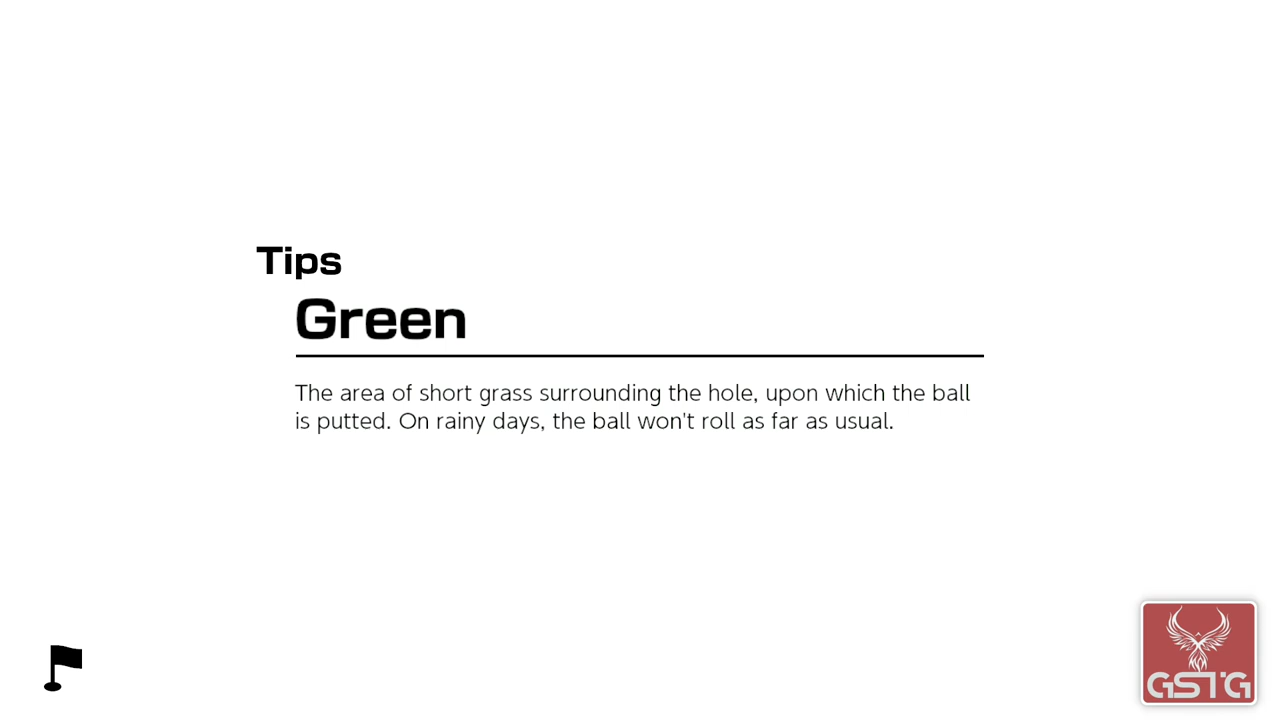 Tips
Green
The area of short grass surrounding the hole, upon which the ball
is putted. On rainy days, the ball won't roll as far as usual.
GSTG